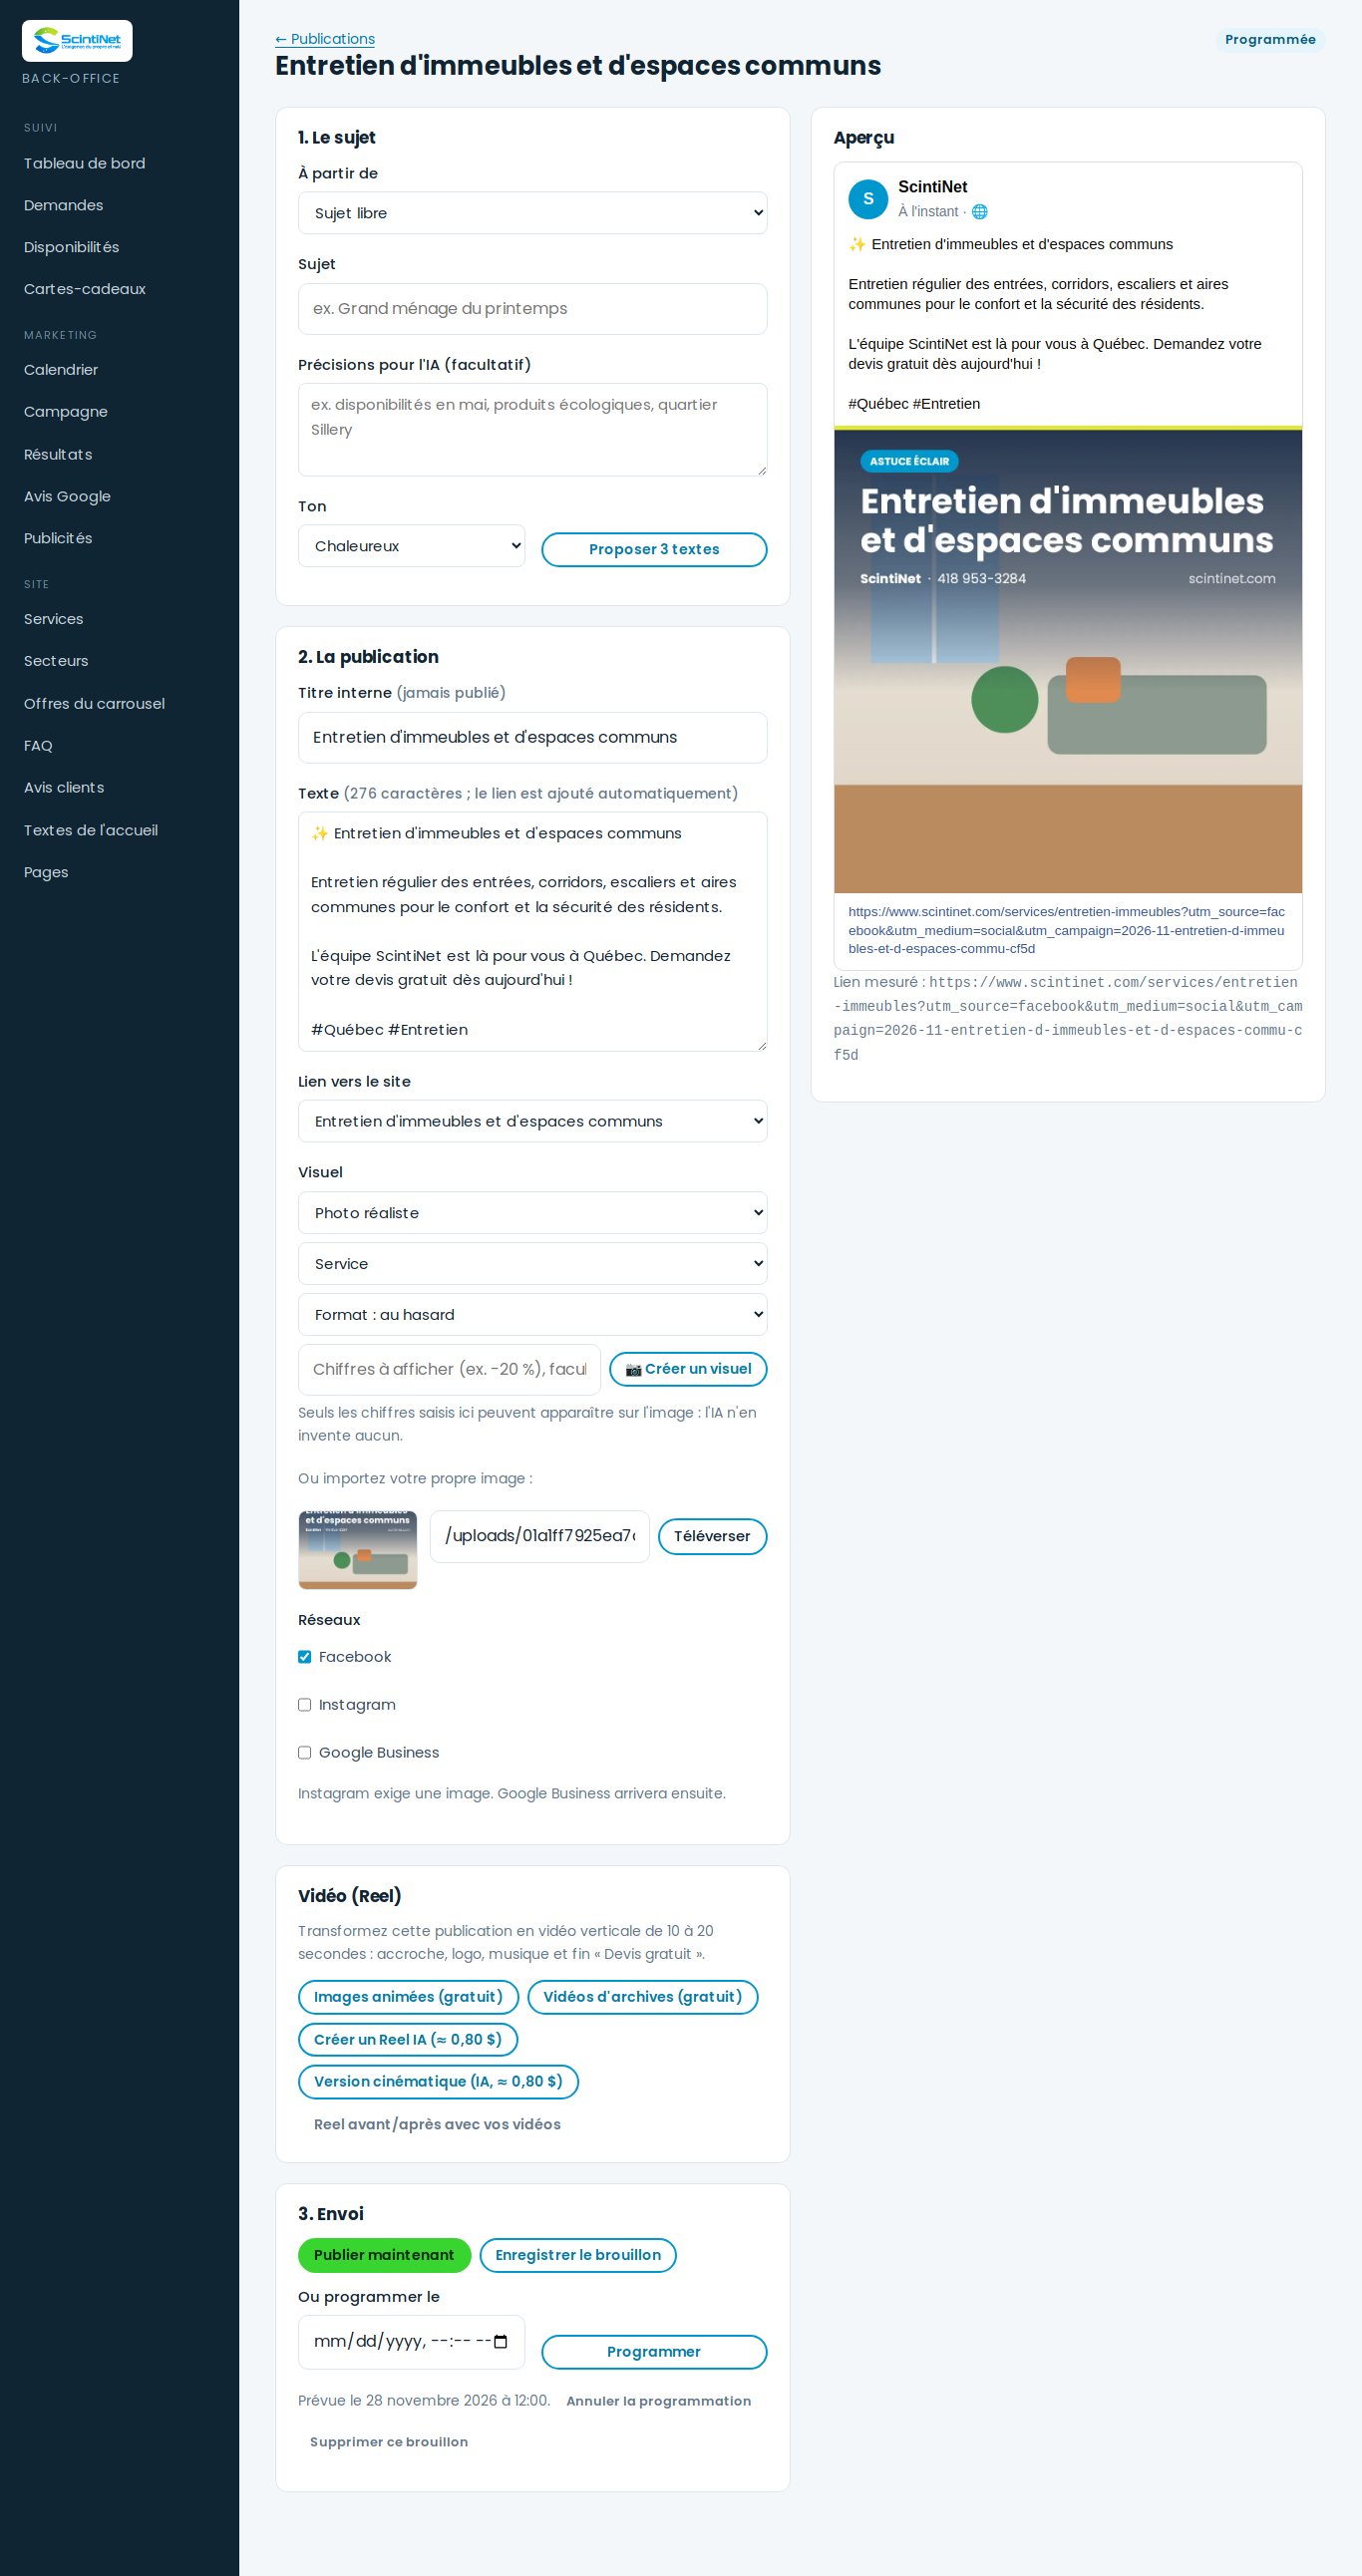 ScintiNet
BACK-OFFICE
SUIVI
Tableau de bord
Demandes
Disponibilités
Cartes-cadeaux
MARKETING
Calendrier
Campagne
Résultats
Avis Google
Publicités
SITE
Services
Secteurs
Offres du carrousel
FAQ
Avis clients
Textes de l'accueil
Pages
← Publications
Entretien d'immeubles et d'espaces communs
Programmée
1. Le sujet
À partir de
Sujet libre
Sujet
ex. Grand ménage du printemps
Précisions pour l'IA (facultatif)
ex. disponibilités en mai, produits écologiques, quartier
Sillery
Ton
Chaleureux
Proposer 3 textes
2. La publication
Titre interne (jamais publié)
Entretien d'immeubles et d'espaces communs
Texte (276 caractères ; le lien est ajouté automatiquement)
✨ Entretien d'immeubles et d'espaces communs
Entretien régulier des entrées, corridors, escaliers et aires
communes pour le confort et la sécurité des résidents.
L'équipe ScintiNet est là pour vous à Québec. Demandez
votre devis gratuit dès aujourd'hui !
#Québec #Entretien
Lien vers le site
Entretien d'immeubles et d'espaces communs
Visuel
Photo réaliste
Service
Format : au hasard
Chiffres à afficher (ex. -20 %), facul
📷 Créer un visuel
Seuls les chiffres saisis ici peuvent apparaître sur l'image : l'IA n'en
invente aucun.
Ou importez votre propre image :
et d'espaces communs
/uploads/01a1ff7925ea7
Téléverser
Réseaux
Facebook
Instagram
Google Business
Instagram exige une image. Google Business arrivera ensuite.
Vidéo (Reel)
Transformez cette publication en vidéo verticale de 10 à 20
secondes : accroche, logo, musique et fin « Devis gratuit ».
Images animées (gratuit)
Vidéos d'archives (gratuit)
Créer un Reel IA (≈ 0,80 $)
Version cinématique (IA, ≈ 0,80 $)
Reel avant/après avec vos vidéos
3. Envoi
Publier maintenant
Enregistrer le brouillon
Ou programmer le
mm/dd/yyyy, --:-- --
Programmer
Prévue le 28 novembre 2026 à 12:00.
Annuler la programmation
Supprimer ce brouillon
Aperçu
S
ScintiNet
À l'instant · 🌐
✨ Entretien d'immeubles et d'espaces communs
Entretien régulier des entrées, corridors, escaliers et aires
communes pour le confort et la sécurité des résidents.
L'équipe ScintiNet est là pour vous à Québec. Demandez votre
devis gratuit dès aujourd'hui !
#Québec #Entretien
ASTUCE ÉCLAIR
Entretien d'immeubles
et d'espaces communs
ScintiNet · 418 953-3284
scintinet.com
https://www.scintinet.com/services/entretien-immeubles?utm_source=fac
ebook&utm_medium=social&utm_campaign=2026-11-entretien-d-immeu
bles-et-d-espaces-commu-cf5d
Lien mesuré : https://www.scintinet.com/services/entretien
-immeubles?utm_source=facebook&utm_medium=social&utm_cam
paign=2026-11-entretien-d-immeubles-et-d-espaces-commu-c
f5d